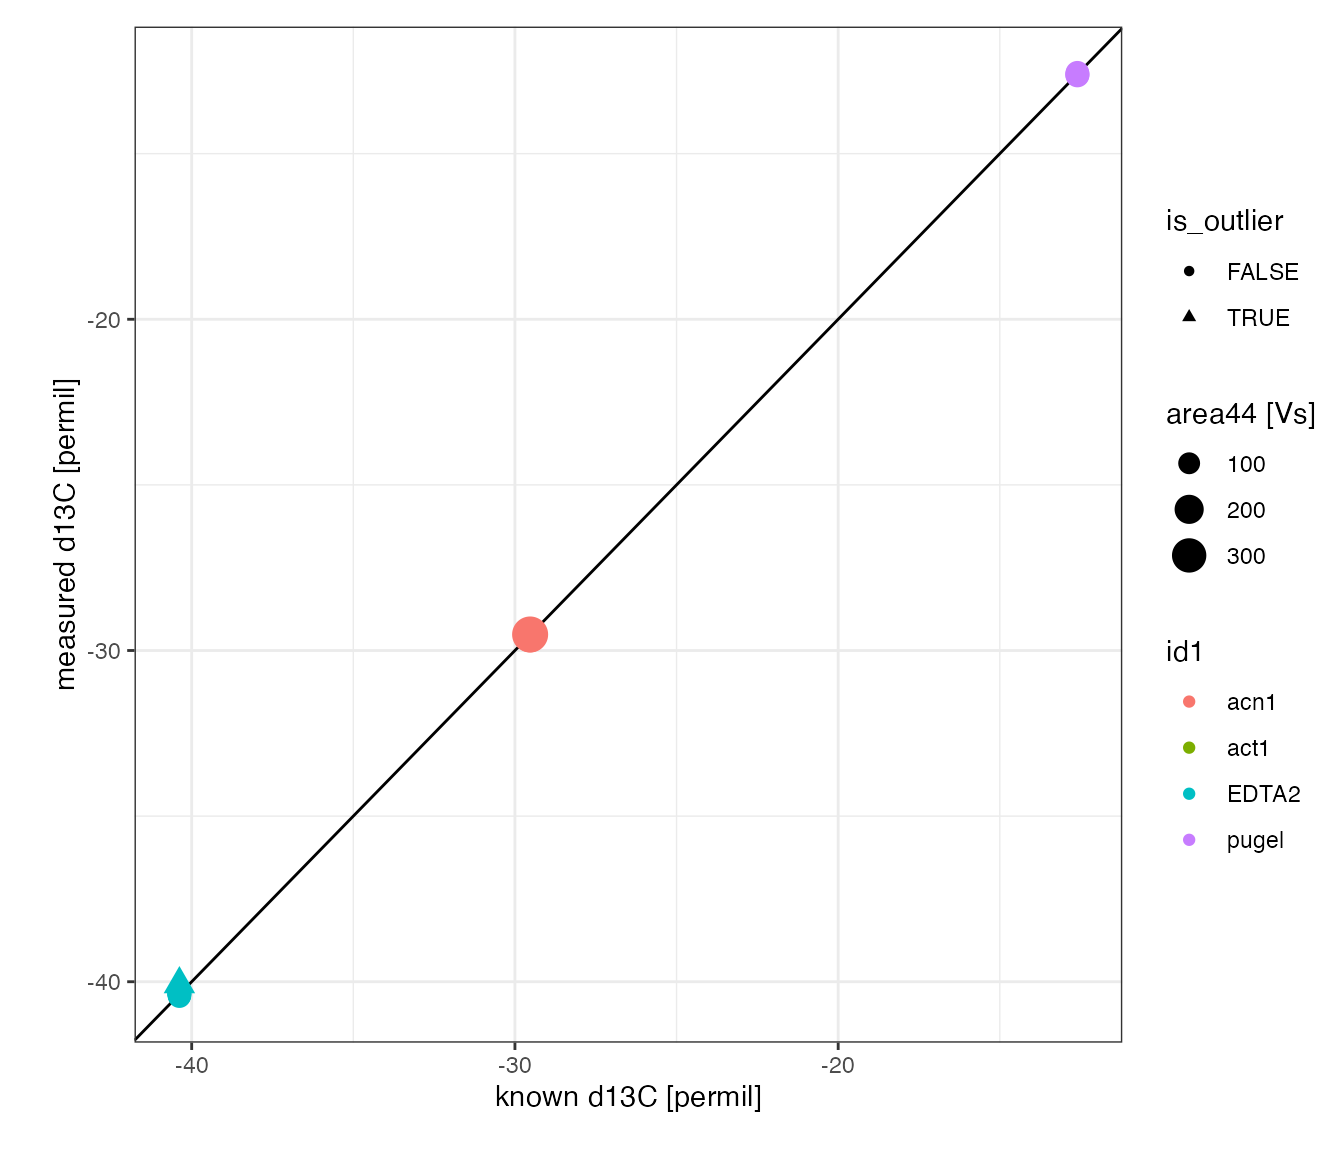 measured d13C [permil]
-20
-30
-40
-40
-30
-20
known d13C [permil]
is_outlier
FALSE
TRUE
area44 [Vs]
100
200
300
id1
acn1
act1
EDTA2
pugel